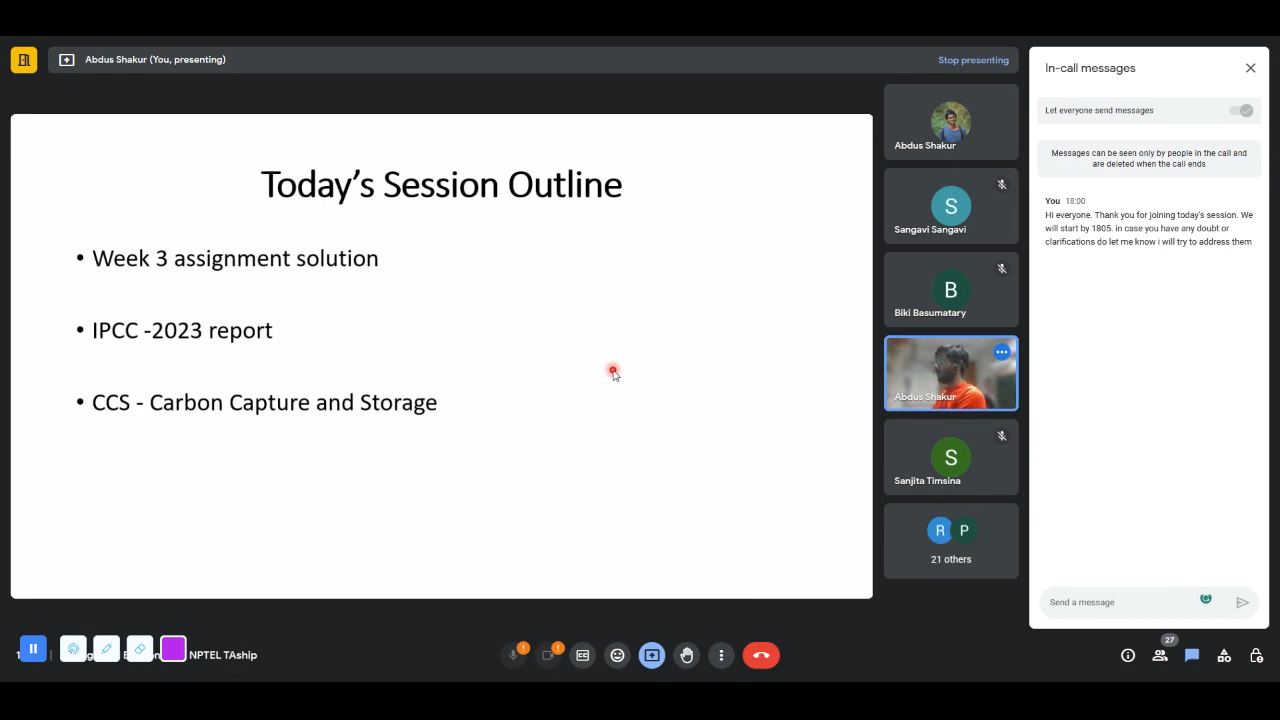 Abdus Shakur (You, presenting)
Stop presenting
Today's Session Outline
• Week 3 assignment solution
• IPCC -2023 report
• CCS - Carbon Capture and Storage
Abdus Shakur
S
Sangavi Sangavi
B
Biki Basumatary
Abdus Shakur
S
Sanjita Timsina
R P
21 others
In-call messages
Let everyone send messages
Messages can be seen only by people in the call and
are deleted when the call ends
You 18:00
Hi everyone. Thank you for joining today's session. We
will start by 1805. in case you have any doubt or
clarifications do let me know i will try to address them
Send a message
NPTEL TAship
27